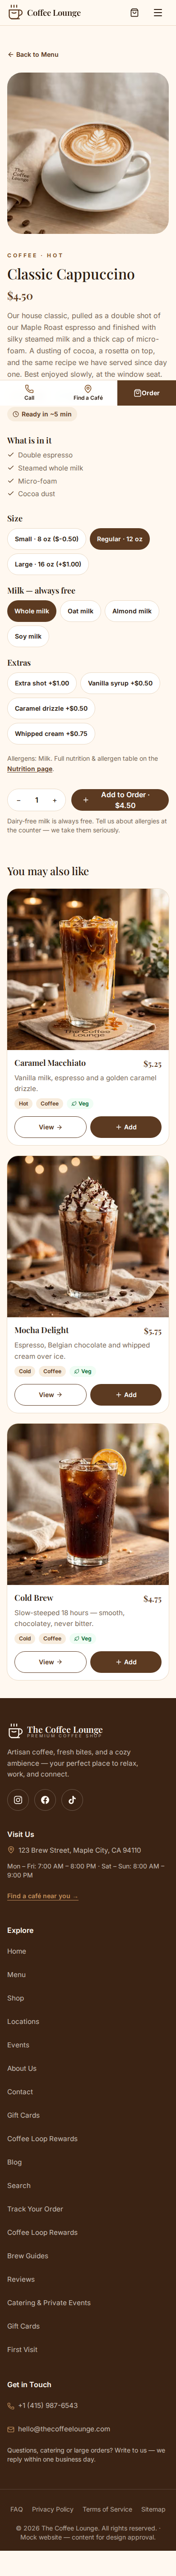 Coffee Lounge
← Back to Menu
The Coffee
Lounge
COFFEE · HOT
Classic Cappuccino
$4.50
Our house classic, pulled as a double shot of
our Maple Roast espresso and finished with
silky steamed milk and a thick cap of micro-
foam. A dusting of cocoa, a rosetta on top,
and the same recipe we have served since day
one. Best enjoyed slowly, at the window seat.
Call
Find a Café
Order
Ready in ~5 min
What is in it
Double espresso
Steamed whole milk
Micro-foam
Cocoa dust
Size
Small · 8 oz ($-0.50)
Regular · 12 oz
Large · 16 oz (+$1.00)
Milk — always free
Whole milk
Oat milk
Almond milk
Soy milk
Extras
Extra shot +$1.00
Vanilla syrup +$0.50
Caramel drizzle +$0.50
Whipped cream +$0.75
Allergens: Milk. Full nutrition & allergen table on the
Nutrition page.
− 1 +
+ Add to Order ·
$4.50
Dairy-free milk is always free. Tell us about allergies at
the counter — we take them seriously.
You may also like
The Coffee
Lounge
Caramel Macchiato
$5.25
Vanilla milk, espresso and a golden caramel
drizzle.
Hot
Coffee
Veg
View →
+ Add
Mocha Delight
$5.75
Espresso, Belgian chocolate and whipped
cream over ice.
Cold
Coffee
Veg
View →
+ Add
Cold Brew
$4.75
Slow-steeped 18 hours — smooth,
chocolatey, never bitter.
Cold
Coffee
Veg
View →
+ Add
The Coffee Lounge
PREMIUM COFFEE SHOP
Artisan coffee, fresh bites, and a cozy
ambience — your perfect place to relax,
work, and connect.
Visit Us
123 Brew Street, Maple City, CA 94110
Mon – Fri: 7:00 AM – 8:00 PM · Sat – Sun: 8:00 AM –
9:00 PM
Find a café near you →
Explore
Home
Menu
Shop
Locations
Events
About Us
Contact
Gift Cards
Coffee Loop Rewards
Blog
Careers
Search
Track Your Order
Coffee Loop Rewards
Brew Guides
Reviews
Catering & Private Events
Gift Cards
First Visit
Get in Touch
+1 (415) 987-6543
hello@thecoffeelounge.com
Questions, catering or large orders? Write to us — we
reply within one business day.
FAQ
Privacy Policy
Terms of Service
Sitemap
© 2026 The Coffee Lounge. All rights reserved. ·
Mock website — content for design approval.